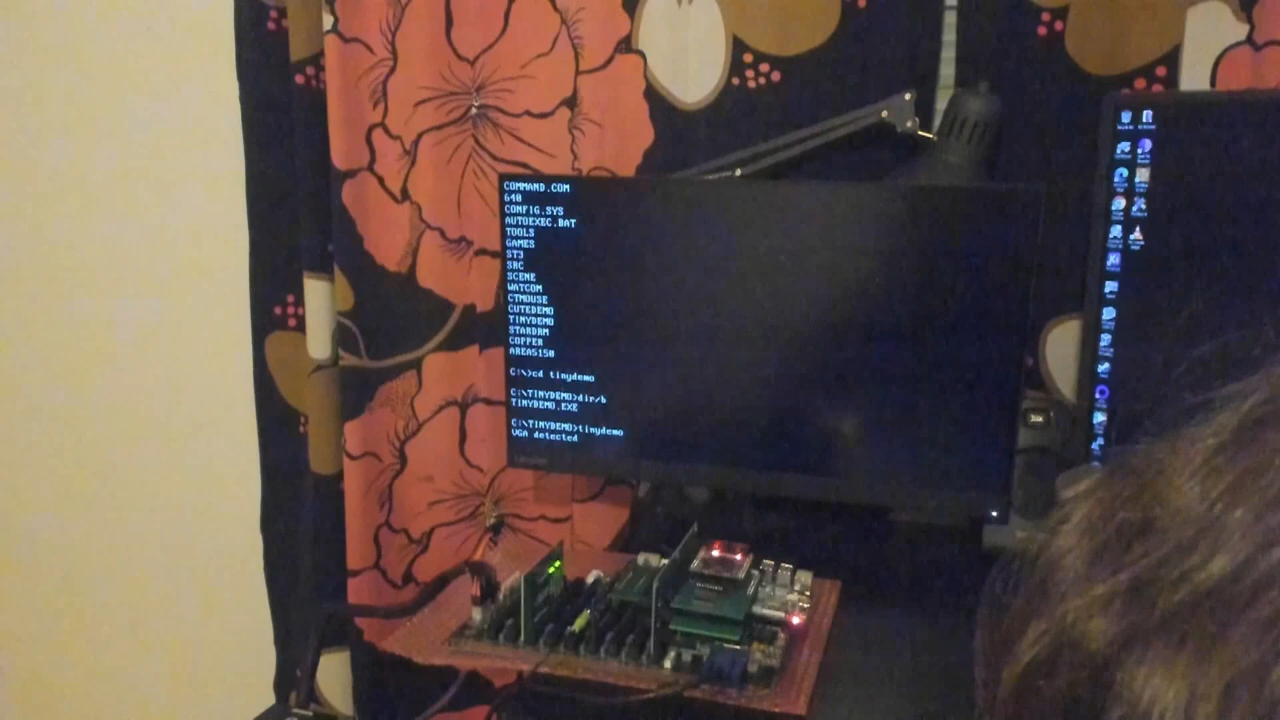 COMMAND.COM
640
CONFIG.SYS
AUTOEXEC.BAT
TOOLS
GAMES
ST3
SRC
SCENE
WATCOM
CTMOUSE
CUTEDEMO
TINYDEMO
STARDRM
COPPER
AREA5150
C:\>cd tinydemo
C:\TINYDEMO>dir/b
TINYDEMO.EXE
C:\TINYDEMO>tinydemo
VGA detected